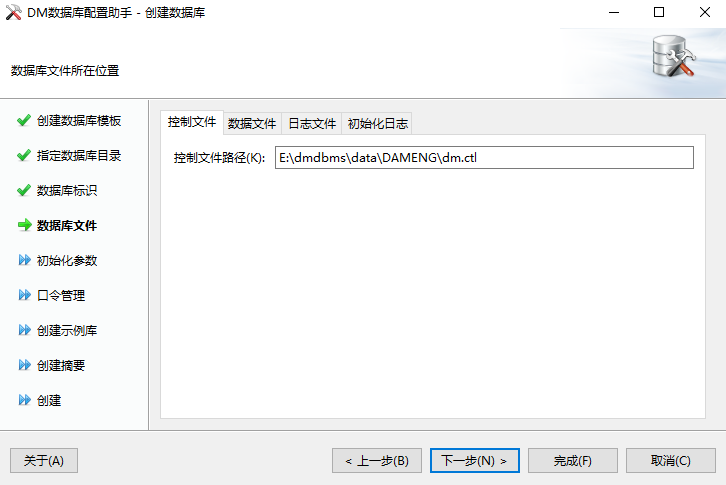 DM数据库配置助手 - 创建数据库
数据库文件所在位置
创建数据库模板
指定数据库目录
数据库标识
数据库文件
初始化参数
口令管理
创建示例库
创建摘要
创建
控制文件 数据文件 日志文件 初始化日志
控制文件路径(K): E:\dmdbms\data\DAMENG\dm.ctl
关于(A) < 上一步(B) 下一步(N) > 完成(F) 取消(C)